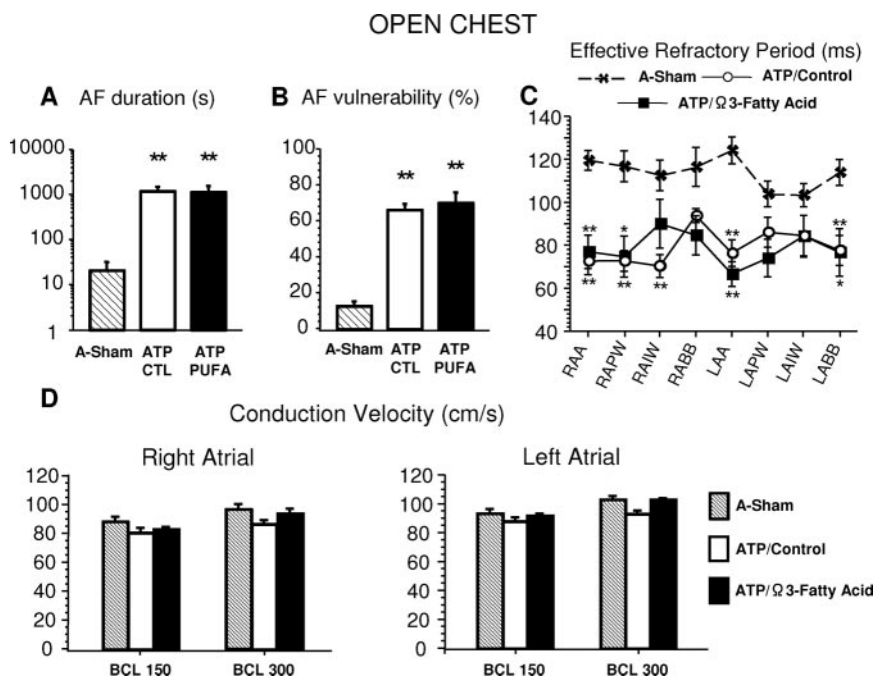 OPEN CHEST
A AF duration (s)
10000
1000
100
10
1
** **
A-Sham ATP CTL ATP PUFA
B AF vulnerability (%)
100
80
60
40
20
0
** **
A-Sham ATP CTL ATP PUFA
C Effective Refractory Period (ms)
A-Sham ATP/Control
ATP/Ω3-Fatty Acid
140
120
100
80
60
40
** * ** **
** ** ** ** *
RAA RAPW RAIW RABB LAA LAPW LAIW LABB
D Conduction Velocity (cm/s)
Right Atrial
120
100
80
60
40
20
0
BCL 150 BCL 300
Left Atrial
120
100
80
60
40
20
0
BCL 150 BCL 300
A-Sham
ATP/Control
ATP/Ω3-Fatty Acid